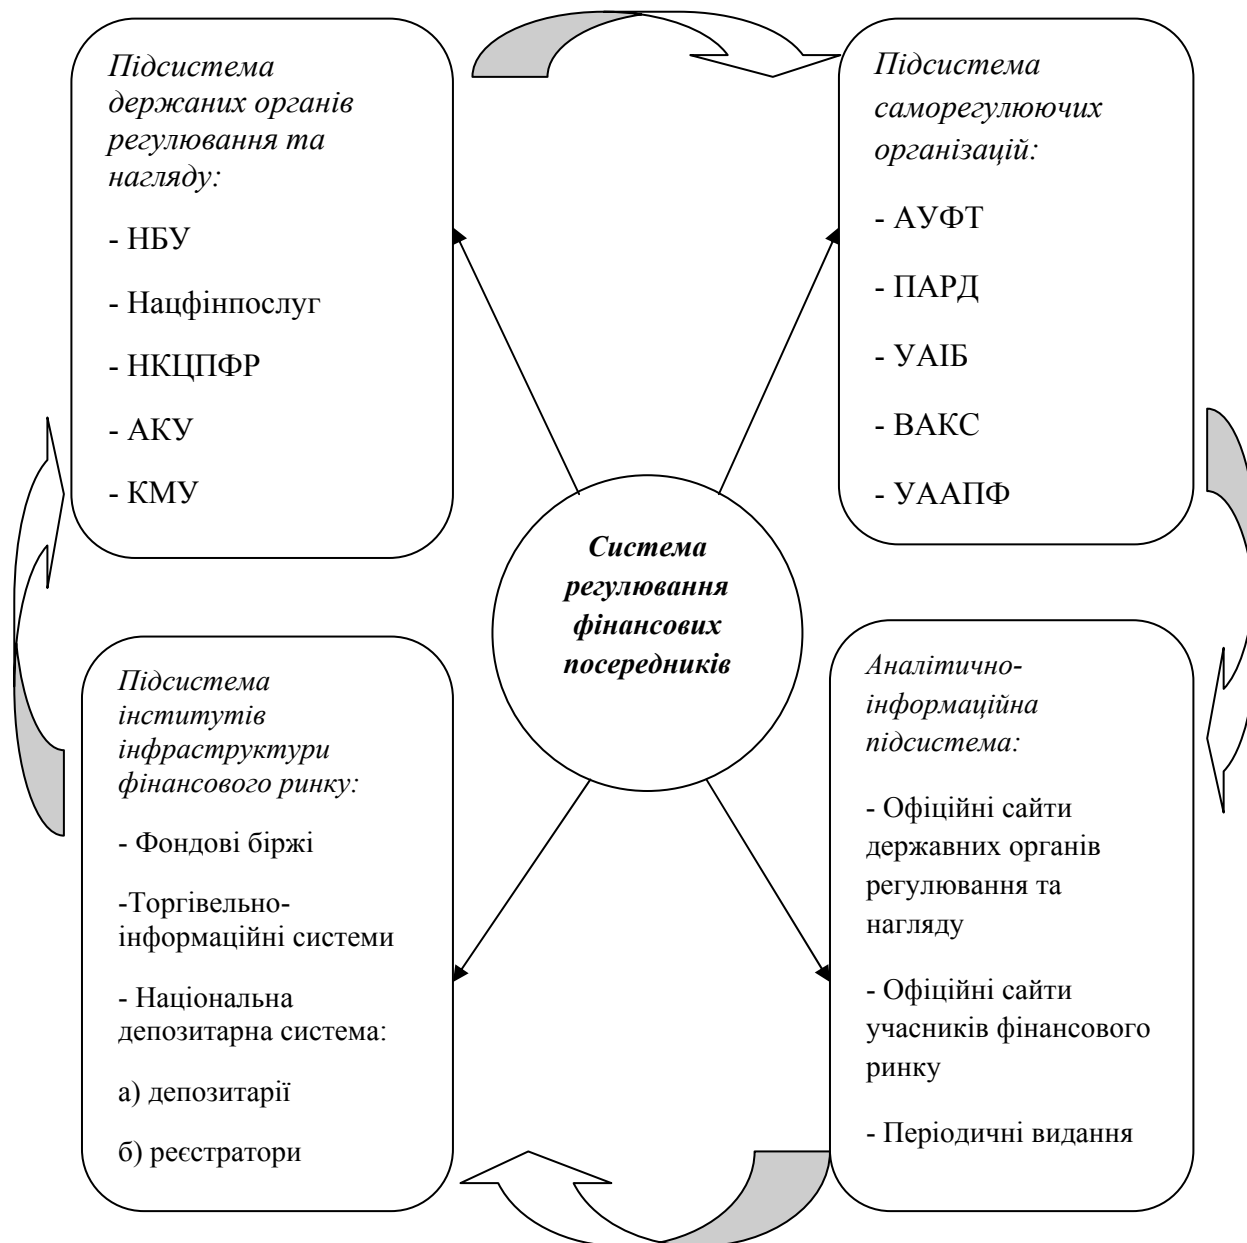 Підсистема
держаних органів
регулювання та
нагляду:
- НБУ
- Нацфінпослуг
- НКЦПФР
- АКУ
- КМУ
Підсистема
саморегулюючих
організацій:
- АУФТ
- ПАРД
- УАІБ
- ВАКС
- УААПФ
Система
регулювання
фінансових
посередників
Підсистема
інститутів
інфраструктури
фінансового ринку:
- Фондові біржі
-Торгівельно-
інформаційні системи
- Національна
депозитарна система:
а) депозитарії
б) реєстратори
Аналітично-
інформаційна
підсистема:
- Офіційні сайти
державних органів
регулювання та
нагляду
- Офіційні сайти
учасників фінансового
ринку
- Періодичні видання